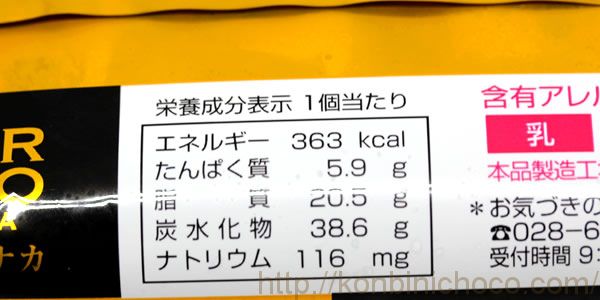 R
O
A
ナカ
栄養成分表示 1個当たり
エネルギー 363 kcal
たんぱく質 5.9 g
脂 質 20.5 g
炭水化物 38.6 g
ナトリウム 116 mg
含有アレル
乳
本品製造工
*お気づきの
☎028-6
受付時間 9:
http://konbinichoco.com/